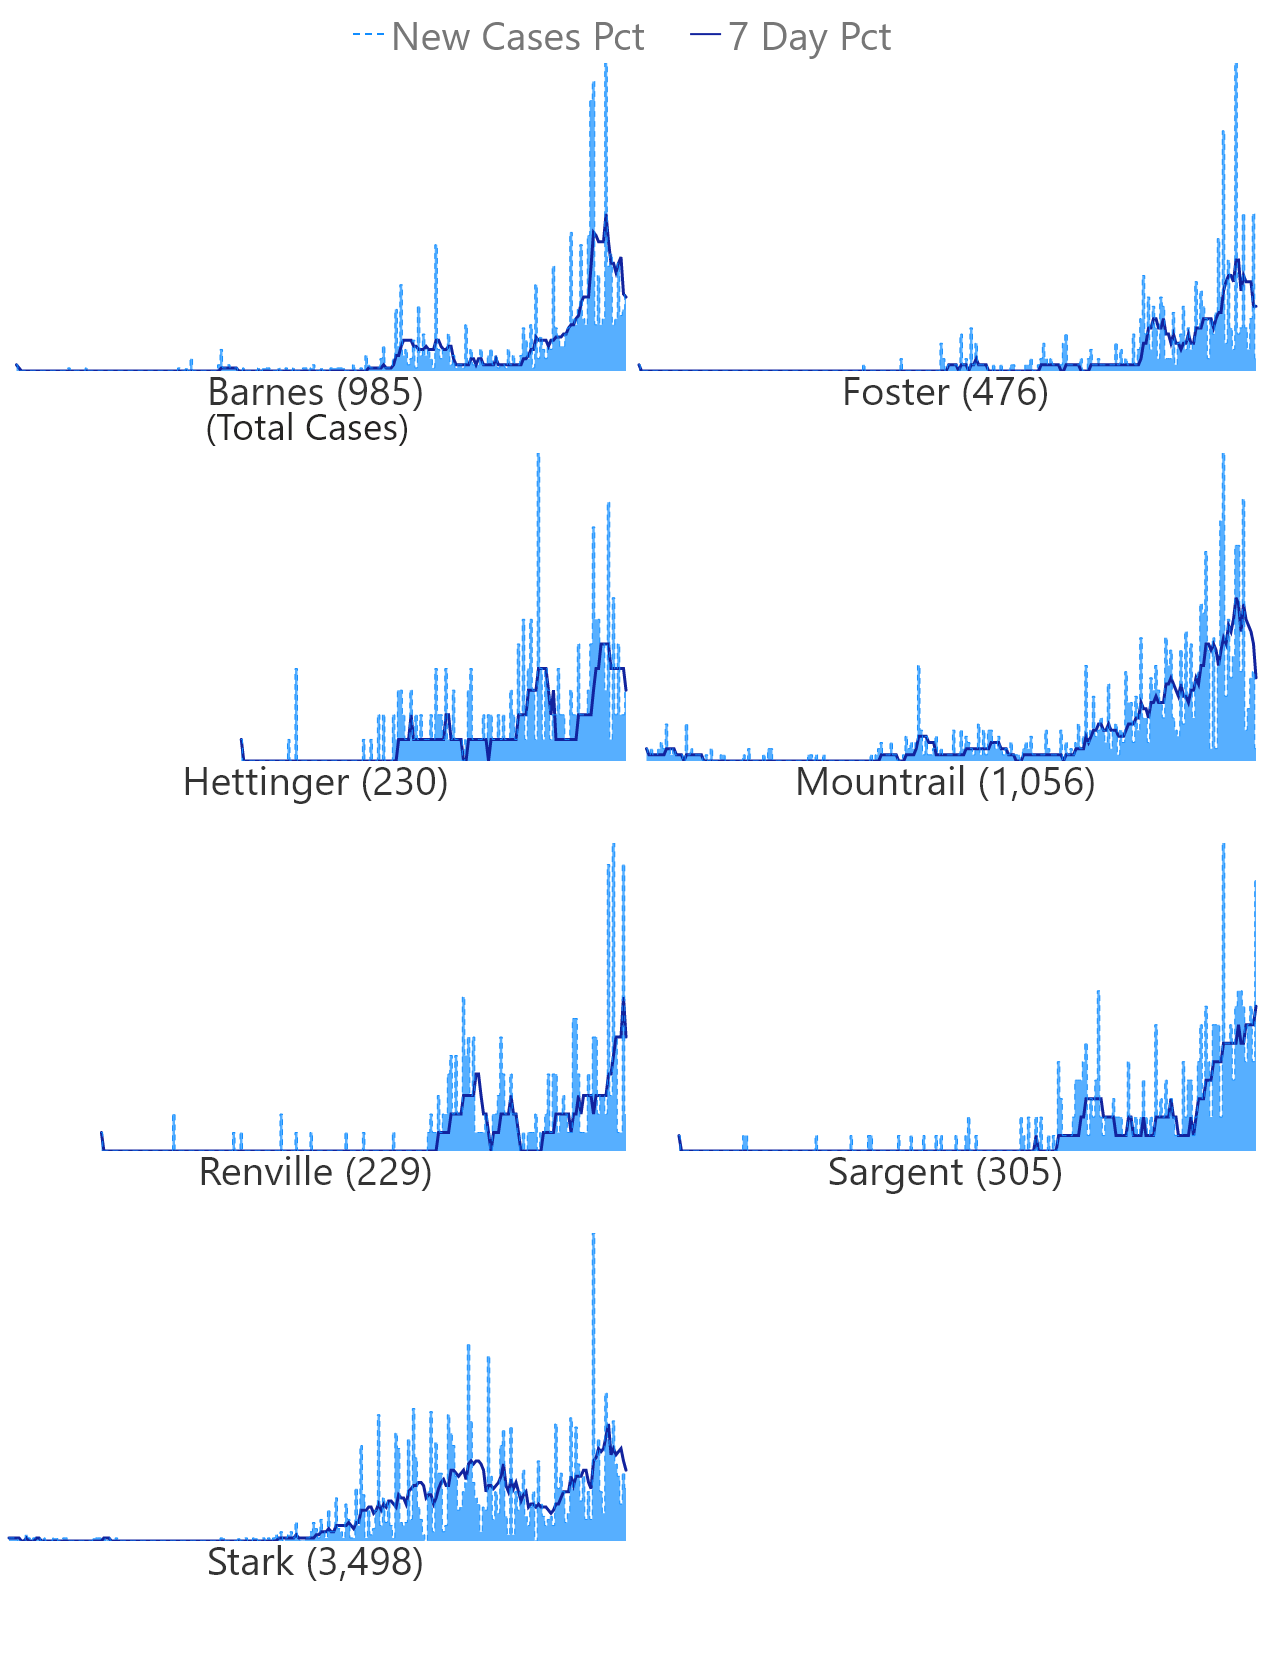 New Cases Pct 7 Day Pct
Barnes (985) Foster (476)
(Total Cases)
Hettinger (230) Mountrail (1,056)
Renville (229) Sargent (305)
Stark (3,498)